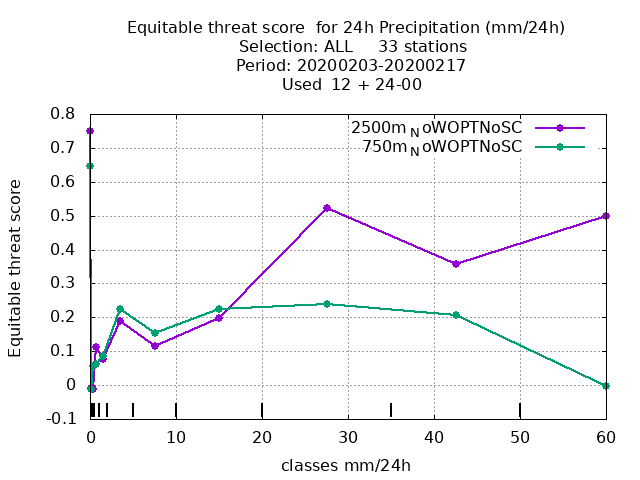 Equitable threat score  for 24h Precipitation (mm/24h)
Selection: ALL     33 stations
Period: 20200203-20200217
Used  12 + 24-00
2500m_NoWOPTNoSC
750m_NoWOPTNoSC
0.8
0.7
0.6
0.5
0.4
0.3
0.2
0.1
0
-0.1
Equitable threat score
0 10 20 30 40 50 60
classes mm/24h